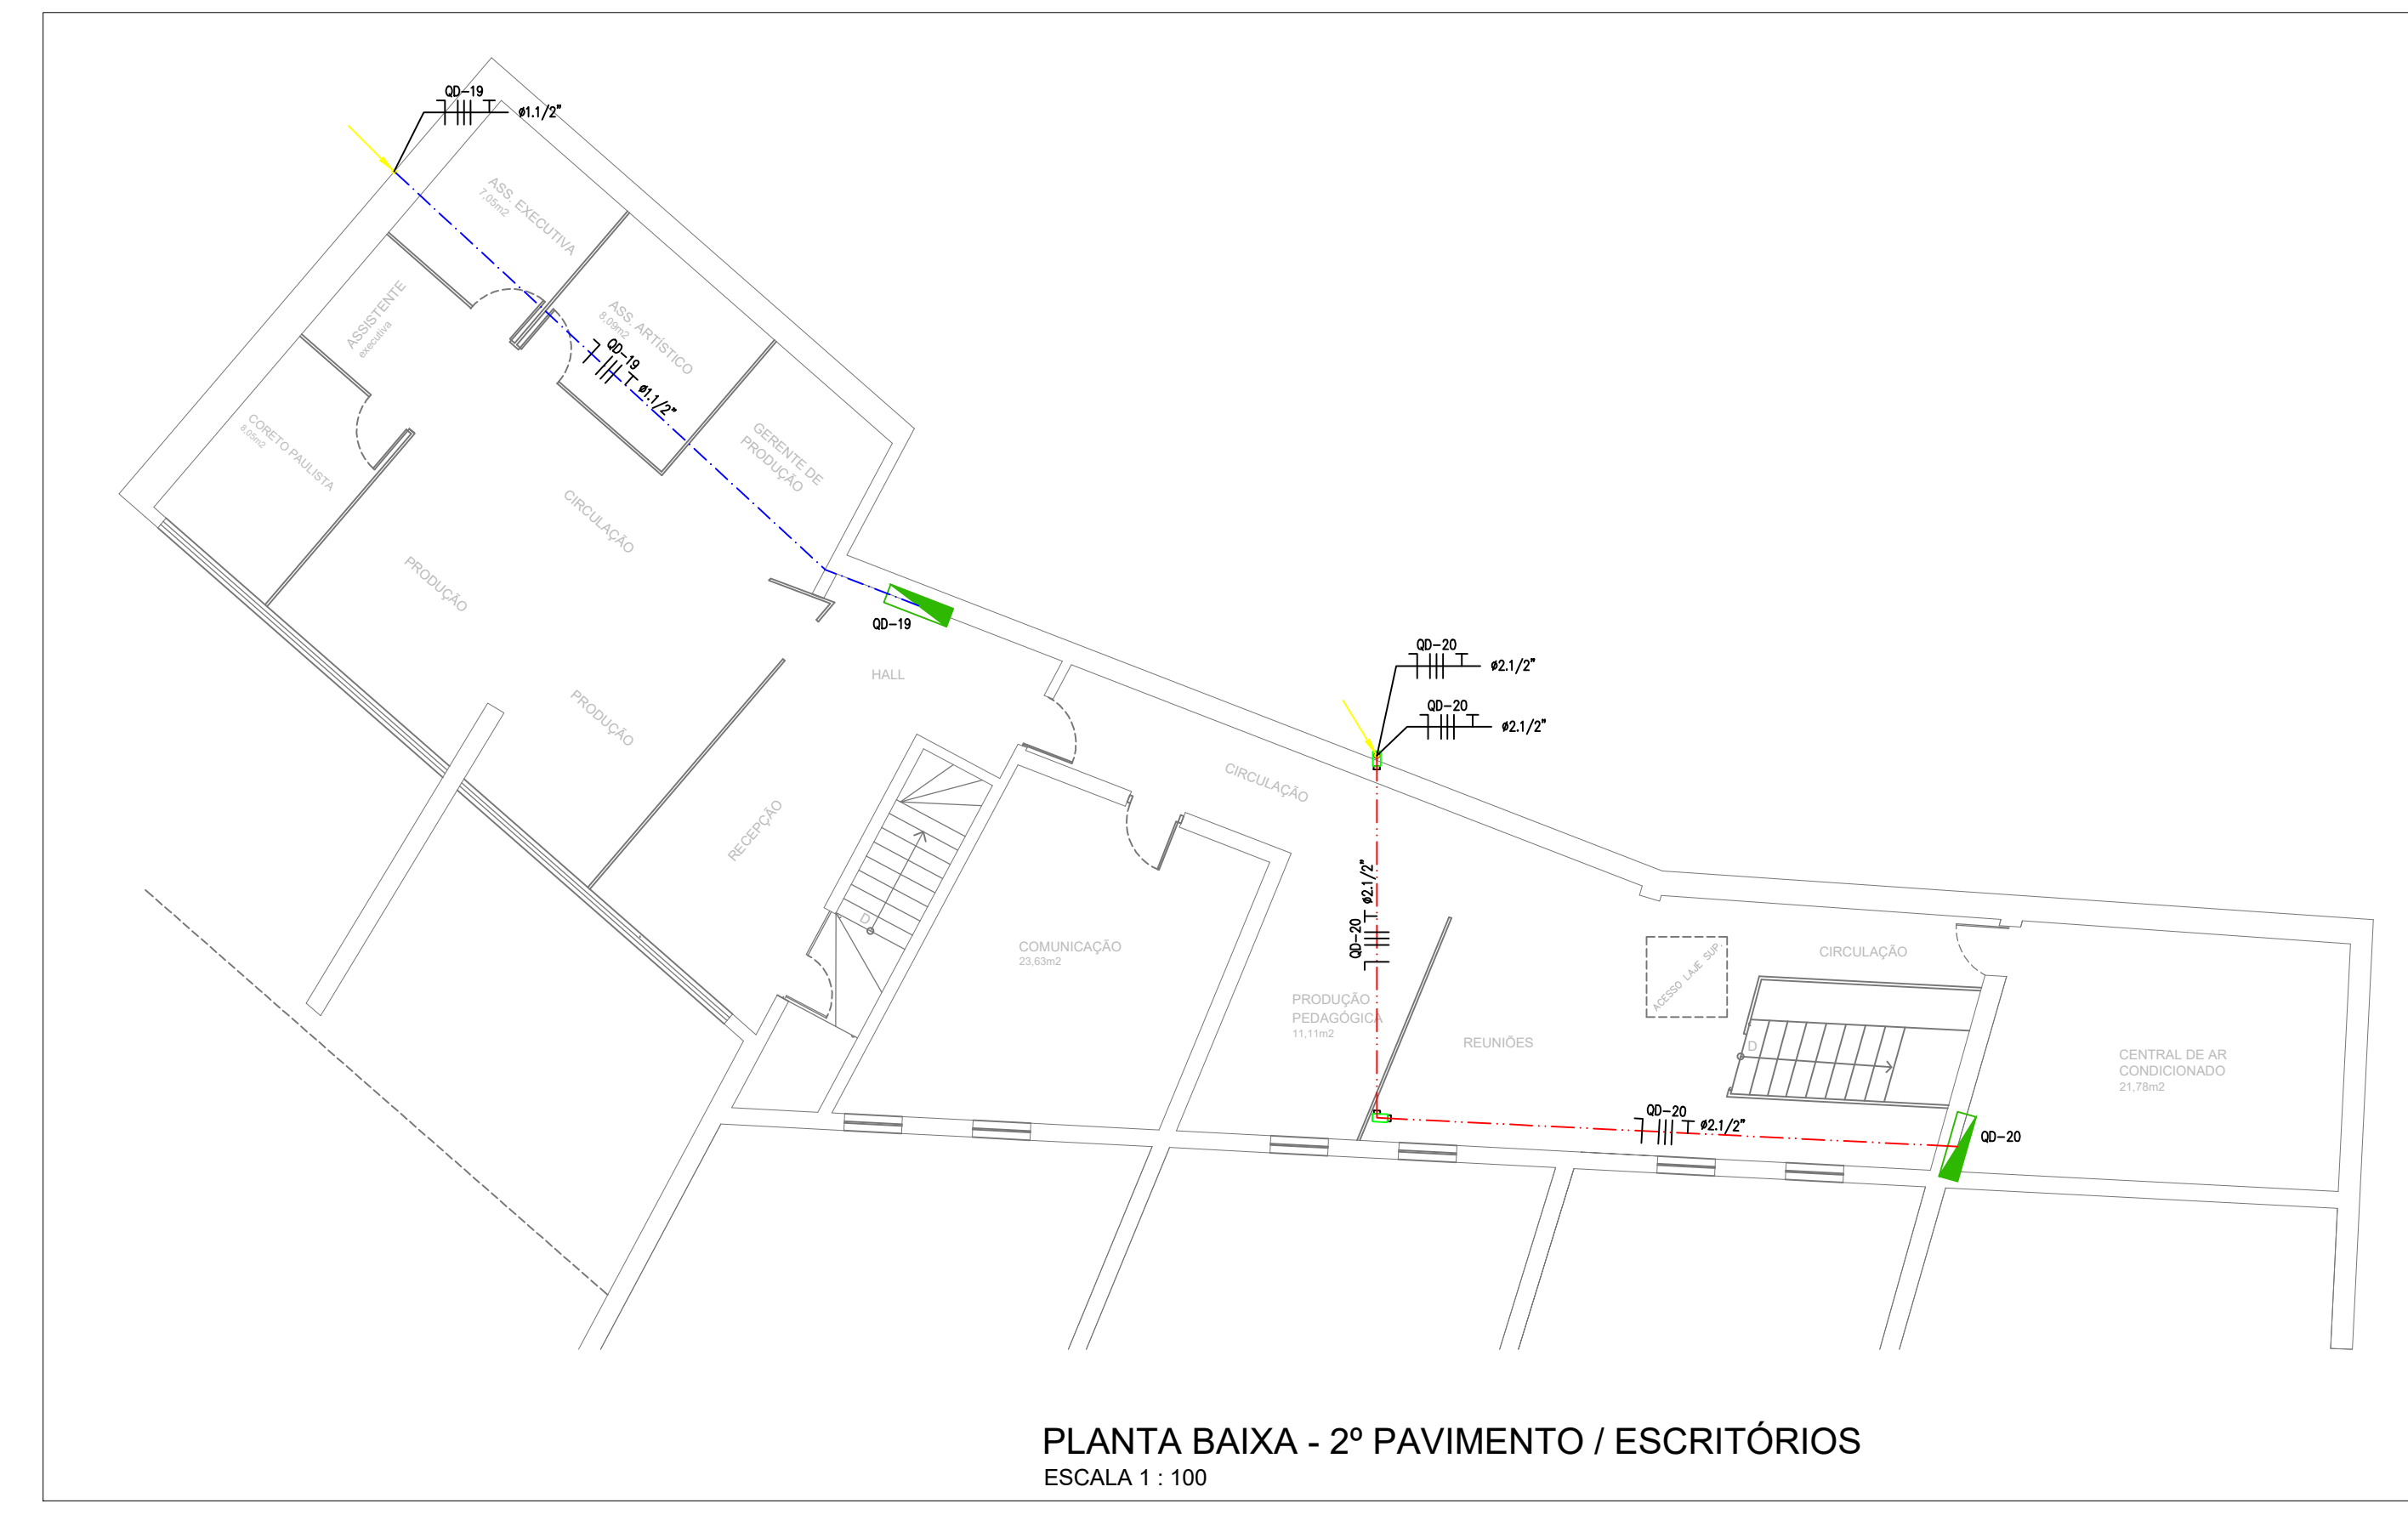 QD-19
ø1.1/2"
ASS. EXECUTIVA
7,05m2
ASSISTENTE
executiva
ASS. ARTÍSTICO
8,09m2
QD-19
ø1.1/2"
CORETO PAULISTA
8,05m2
GERENTE DE
PRODUÇÃO
CIRCULAÇÃO
PRODUÇÃO
QD-19
HALL
PRODUÇÃO
RECEPÇÃO
D
QD-20
ø2.1/2"
QD-20
ø2.1/2"
CIRCULAÇÃO
QD-20
ø2.1/2"
COMUNICAÇÃO
23,63m2
PRODUÇÃO
PEDAGÓGICA
11,11m2
REUNIÕES
ACESSO LAJE SUP.
CIRCULAÇÃO
D
CENTRAL DE AR
CONDICIONADO
21,78m2
QD-20
ø2.1/2"
QD-20
PLANTA BAIXA - 2º PAVIMENTO / ESCRITÓRIOS
ESCALA 1 : 100